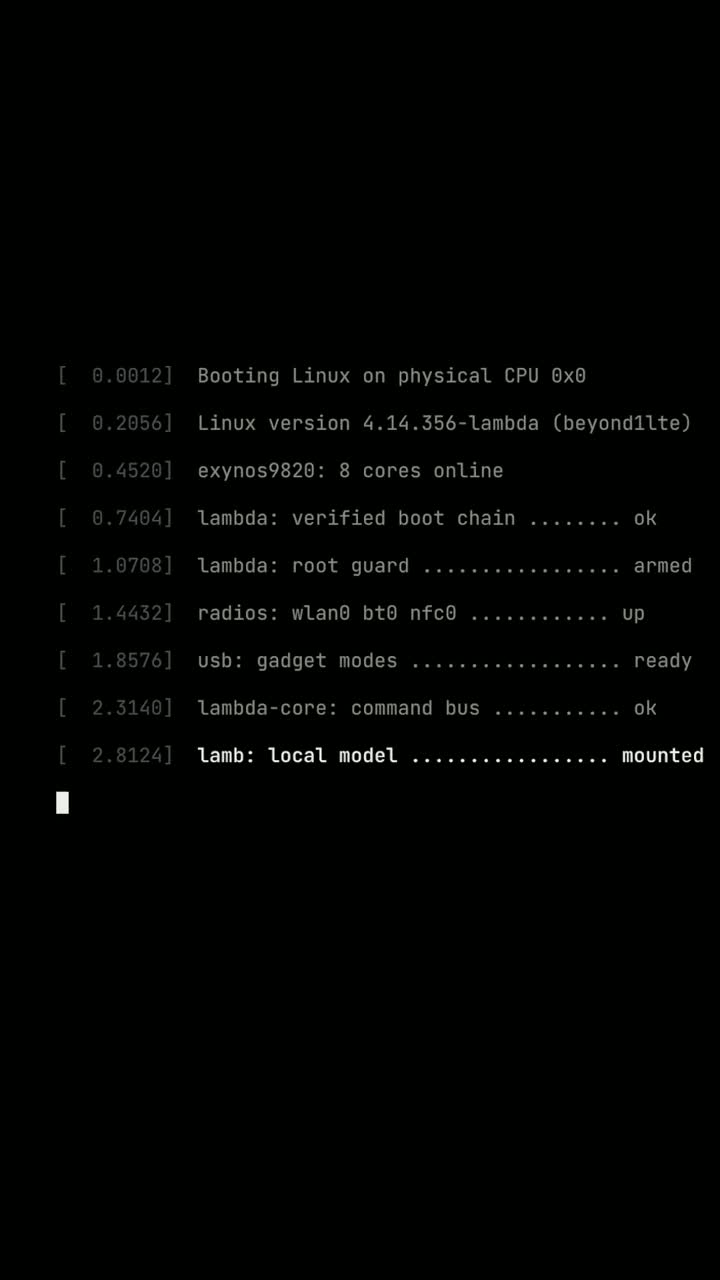 [  0.0012]  Booting Linux on physical CPU 0x0
[  0.2056]  Linux version 4.14.356-lambda (beyond1lte)
[  0.4520]  exynos9820: 8 cores online
[  0.7404]  lambda: verified boot chain ........ ok
[  1.0708]  lambda: root guard ................. armed
[  1.4432]  radios: wlan0 bt0 nfc0 ............ up
[  1.8576]  usb: gadget modes .................. ready
[  2.3140]  lambda-core: command bus ........... ok
[  2.8124]  lamb: local model ................. mounted